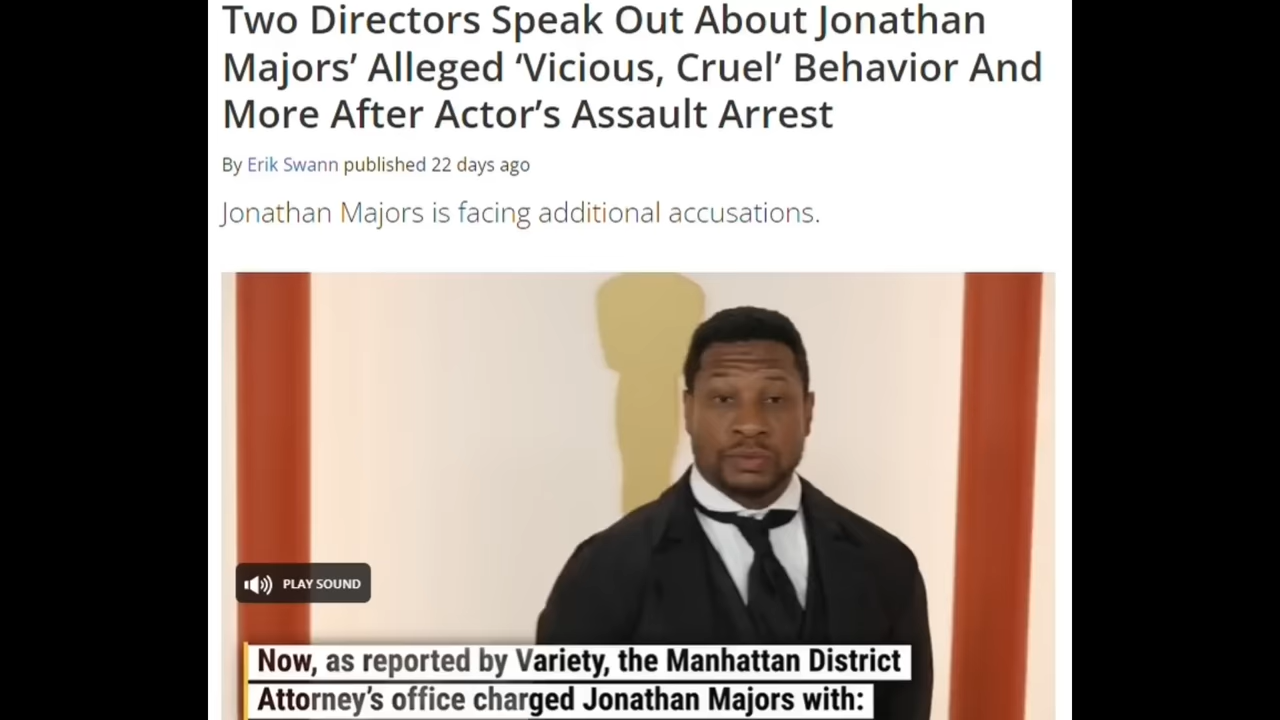 Two Directors Speak Out About Jonathan
Majors’ Alleged ‘Vicious, Cruel’ Behavior And
More After Actor’s Assault Arrest
By Erik Swann published 22 days ago
Jonathan Majors is facing additional accusations.
PLAY SOUND
Now, as reported by Variety, the Manhattan District
Attorney’s office charged Jonathan Majors with: